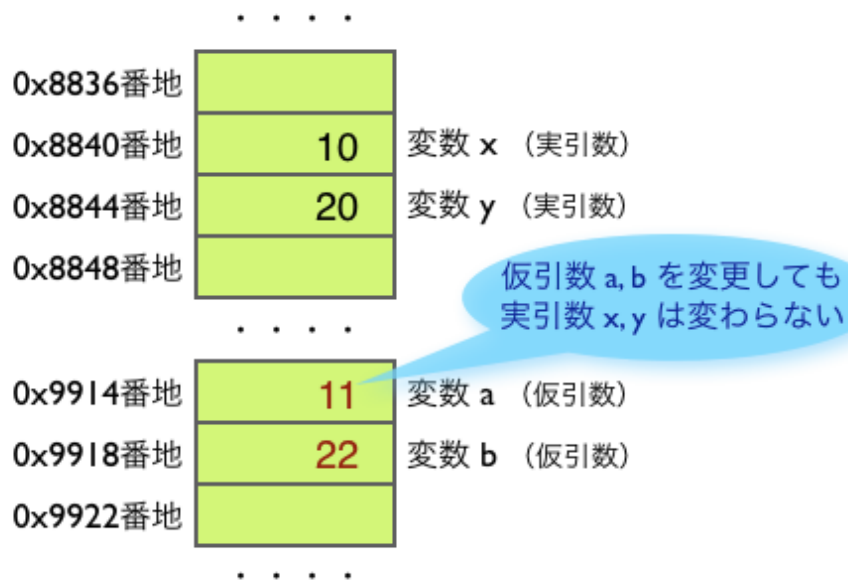 ・・・・
0x8836番地
0x8840番地 10 変数 x （実引数）
0x8844番地 20 変数 y （実引数）
0x8848番地
仮引数 a, b を変更しても
実引数 x, y は変わらない
・・・・
0x9914番地 11 変数 a （仮引数）
0x9918番地 22 変数 b （仮引数）
0x9922番地
・・・・